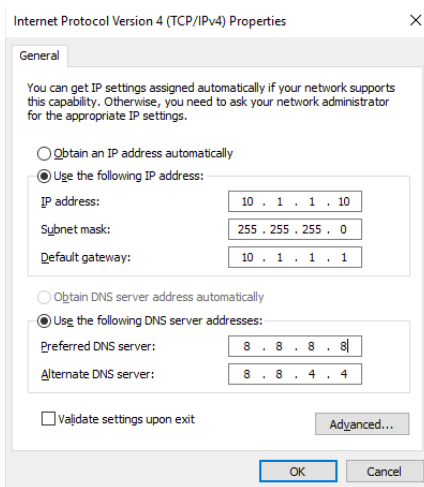 Internet Protocol Version 4 (TCP/IPv4) Properties
General
You can get IP settings assigned automatically if your network supports
this capability. Otherwise, you need to ask your network administrator
for the appropriate IP settings.
Obtain an IP address automatically
Use the following IP address:
IP address: 10 . 1 . 1 . 10
Subnet mask: 255 . 255 . 255 . 0
Default gateway: 10 . 1 . 1 . 1
Obtain DNS server address automatically
Use the following DNS server addresses:
Preferred DNS server: 8 . 8 . 8 . 8
Alternate DNS server: 8 . 8 . 4 . 4
Validate settings upon exit
Advanced...
OK Cancel